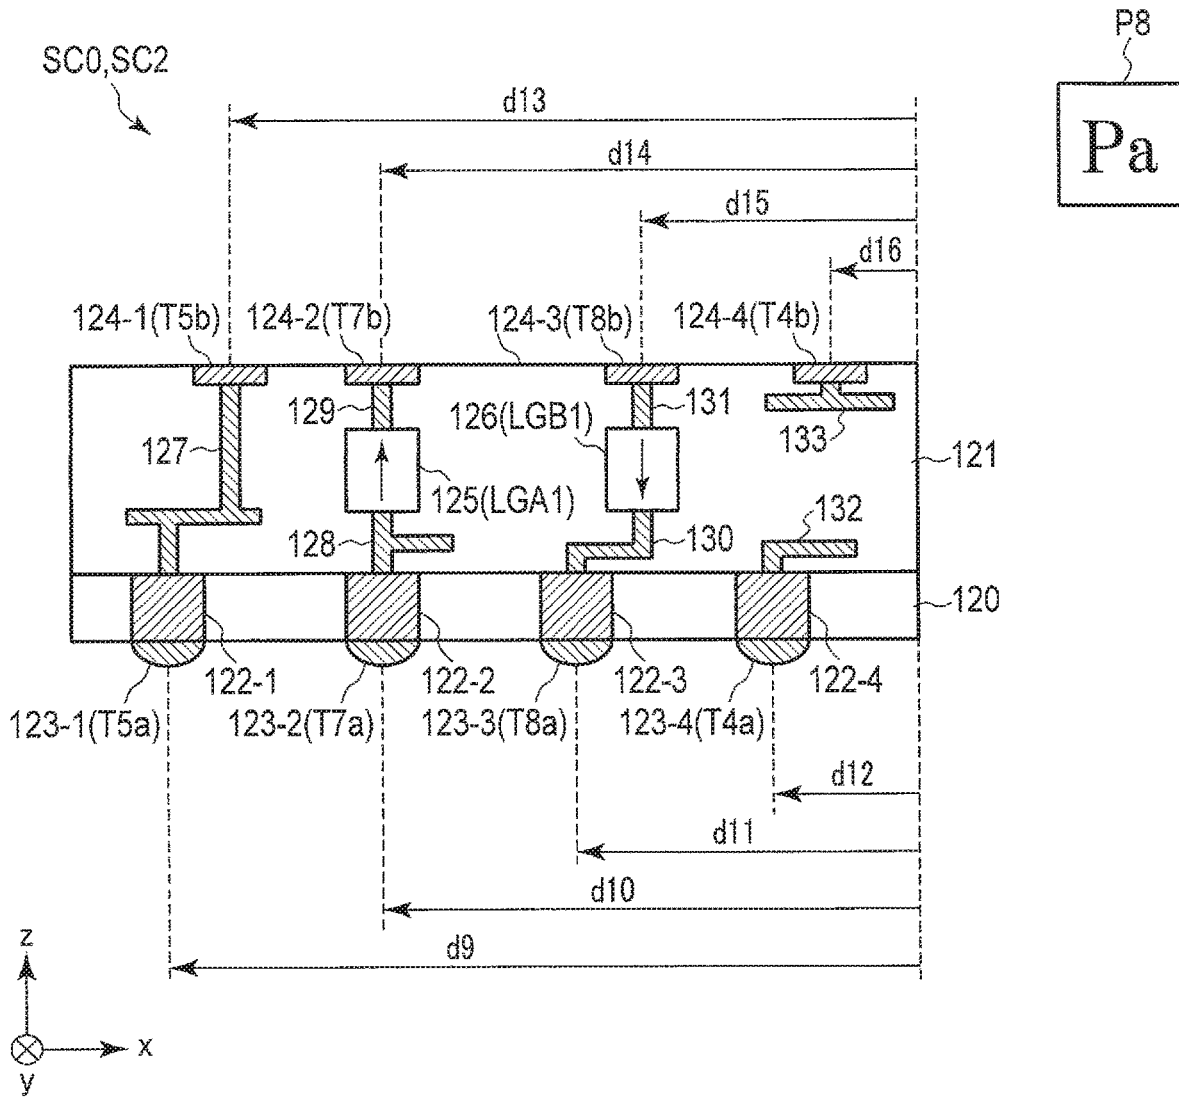 P8
SC0,SC2
Pa
d13
d14
d15
d16
124-1(T5b)
124-2(T7b)
124-3(T8b)
124-4(T4b)
129
131
126(LGB1)
133
127
121
125(LGA1)
132
128
130
120
122-1
122-2
122-3
122-4
123-1(T5a)
123-2(T7a)
123-3(T8a)
123-4(T4a)
d12
d11
d10
d9
z
x
y